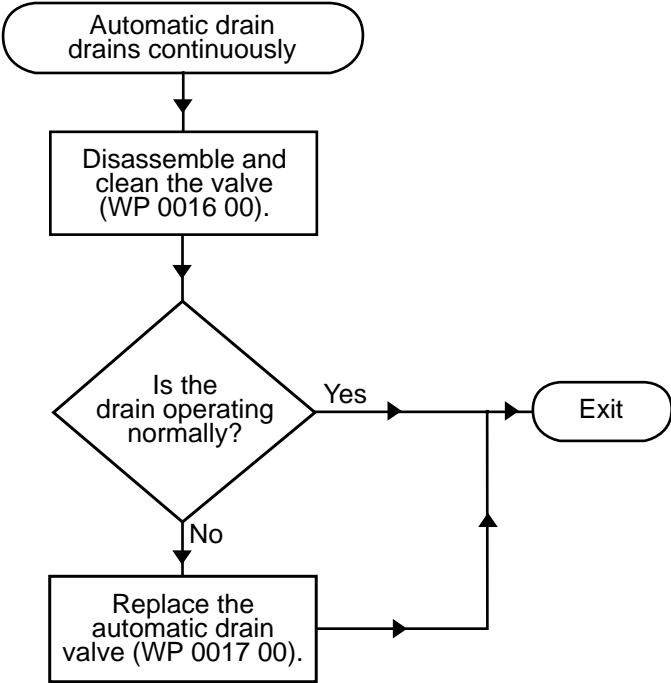 Automatic drain
drains continuously
Disassemble and
clean the valve
(WP 0016 00).
Is the
drain operating
normally?
Yes
Exit
No
Replace the
automatic drain
valve (WP 0017 00).